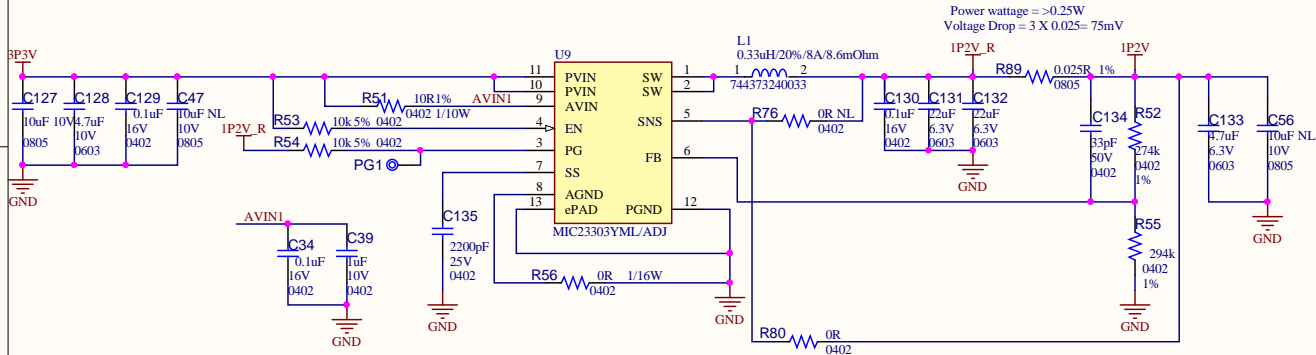 Power wattage = >0.25W
Voltage Drop = 3 X 0.025= 75mV
3P3V
C127
10uF 10V
0805
C128
4.7uF
10V
0603
C129
0.1uF
16V
0402
C47
10uF NL
10V
0805
R51
10R1%
0402 1/10W
AVIN1
R53
10k 5% 0402
1P2V_R
R54
10k 5% 0402
PG1
U9
11 PVIN
10 PVIN
9 AVIN
4 EN
3 PG
7 SS
8 AGND
13 ePAD
SW 1
SW 2
SNS 5
FB 6
PGND 12
MIC23303YML/ADJ
L1
0.33uH/20%/8A/8.6mOhm
1 2
744373240033
R76
0R NL
0402
C130
0.1uF
16V
0402
C131
22uF
6.3V
0603
C132
22uF
6.3V
0603
GND
1P2V_R
R89
0.025R 1%
0805
1P2V
C134
33pF
50V
0402
R52
274k
0402
1%
C133
4.7uF
6.3V
0603
C56
10uF NL
10V
0805
GND
R55
294k
0402
1%
GND
GND
AVIN1
C34
0.1uF
16V
0402
C39
1uF
10V
0402
GND
C135
2200pF
25V
0402
GND
R56
0R 1/16W
0402
GND
R80
0R
0402